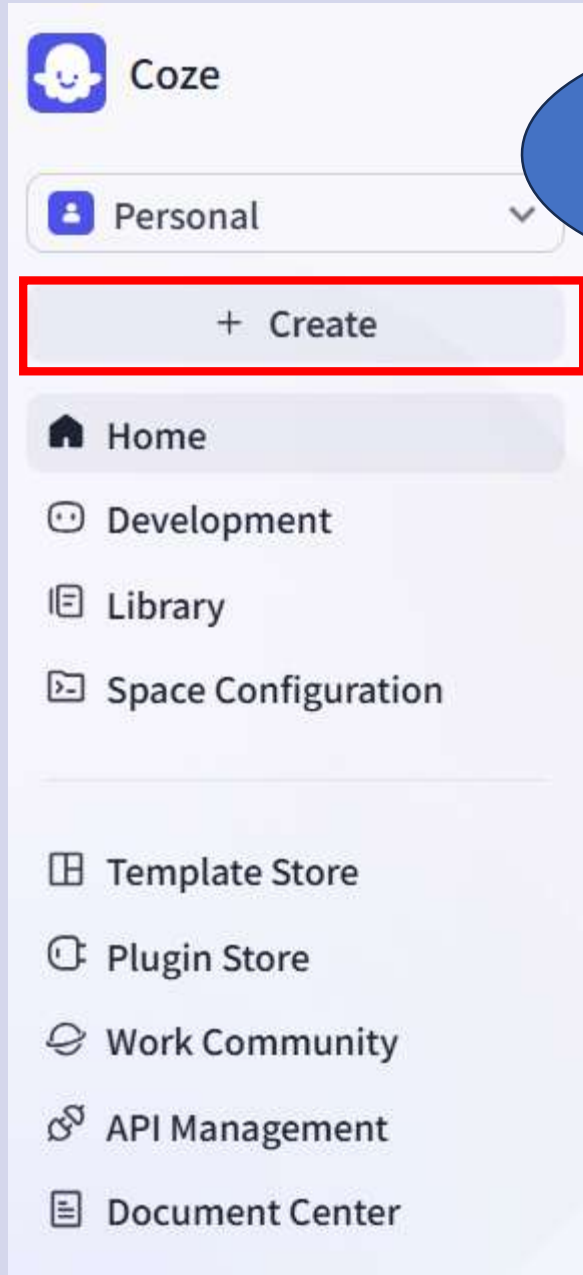 Coze
Personal
+ Create
Home
Development
Library
Space Configuration
Template Store
Plugin Store
Work Community
API Management
Document Center